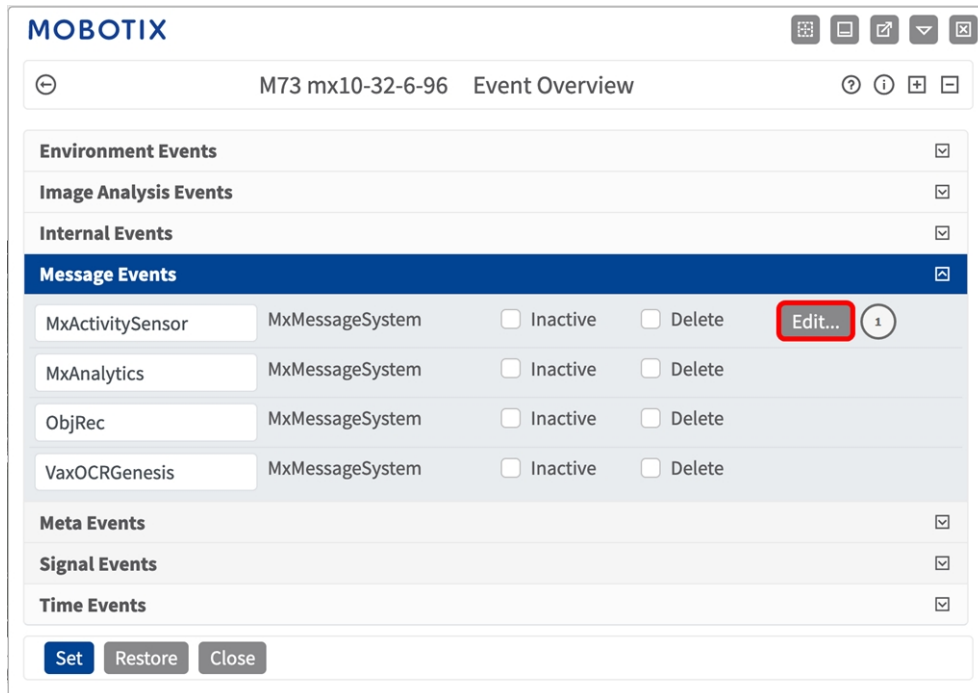 MOBOTIX
M73 mx10-32-6-96 Event Overview
Environment Events
Image Analysis Events
Internal Events
Message Events
MxActivitySensor MxMessageSystem Inactive Delete Edit... 1
MxAnalytics MxMessageSystem Inactive Delete
ObjRec MxMessageSystem Inactive Delete
VaxOCRGenesis MxMessageSystem Inactive Delete
Meta Events
Signal Events
Time Events
Set Restore Close